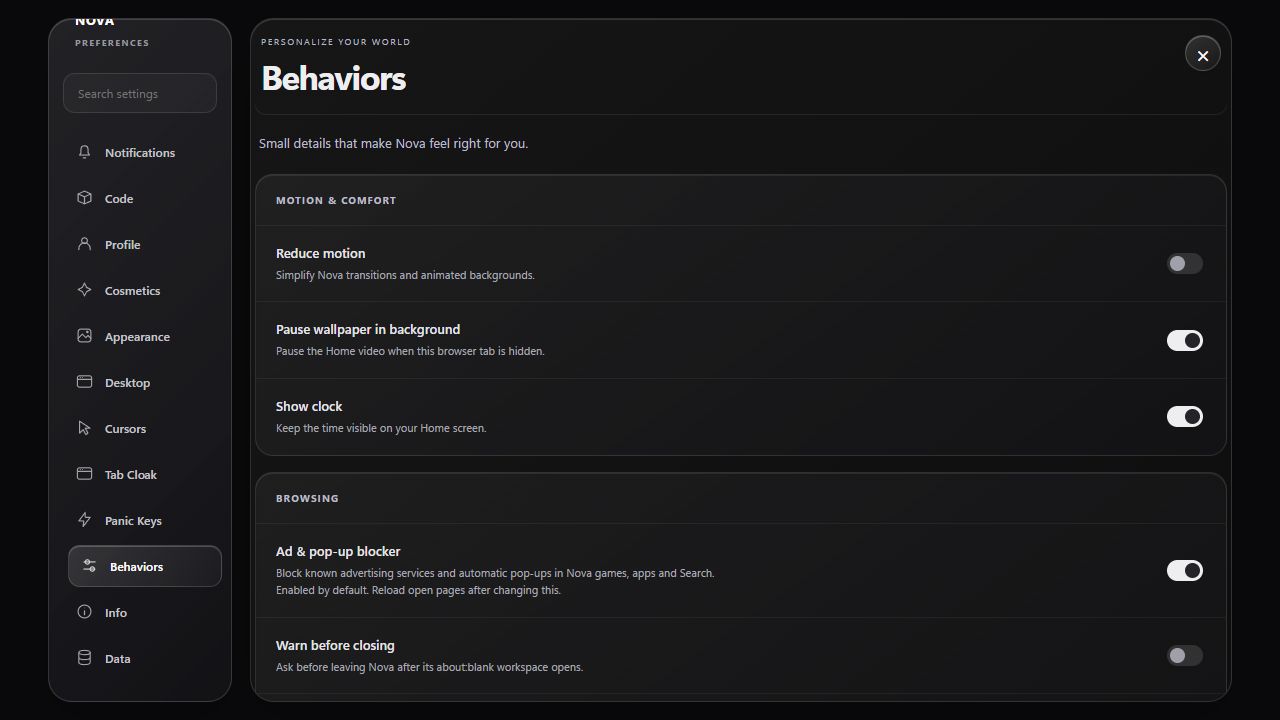 NOVA
PREFERENCES
Search settings
Notifications
Code
Profile
Cosmetics
Appearance
Desktop
Cursors
Tab Cloak
Panic Keys
Behaviors
Info
Data
PERSONALIZE YOUR WORLD
Behaviors
Small details that make Nova feel right for you.
MOTION & COMFORT
Reduce motion
Simplify Nova transitions and animated backgrounds.
Pause wallpaper in background
Pause the Home video when this browser tab is hidden.
Show clock
Keep the time visible on your Home screen.
BROWSING
Ad & pop-up blocker
Block known advertising services and automatic pop-ups in Nova games, apps and Search.
Enabled by default. Reload open pages after changing this.
Warn before closing
Ask before leaving Nova after its about:blank workspace opens.